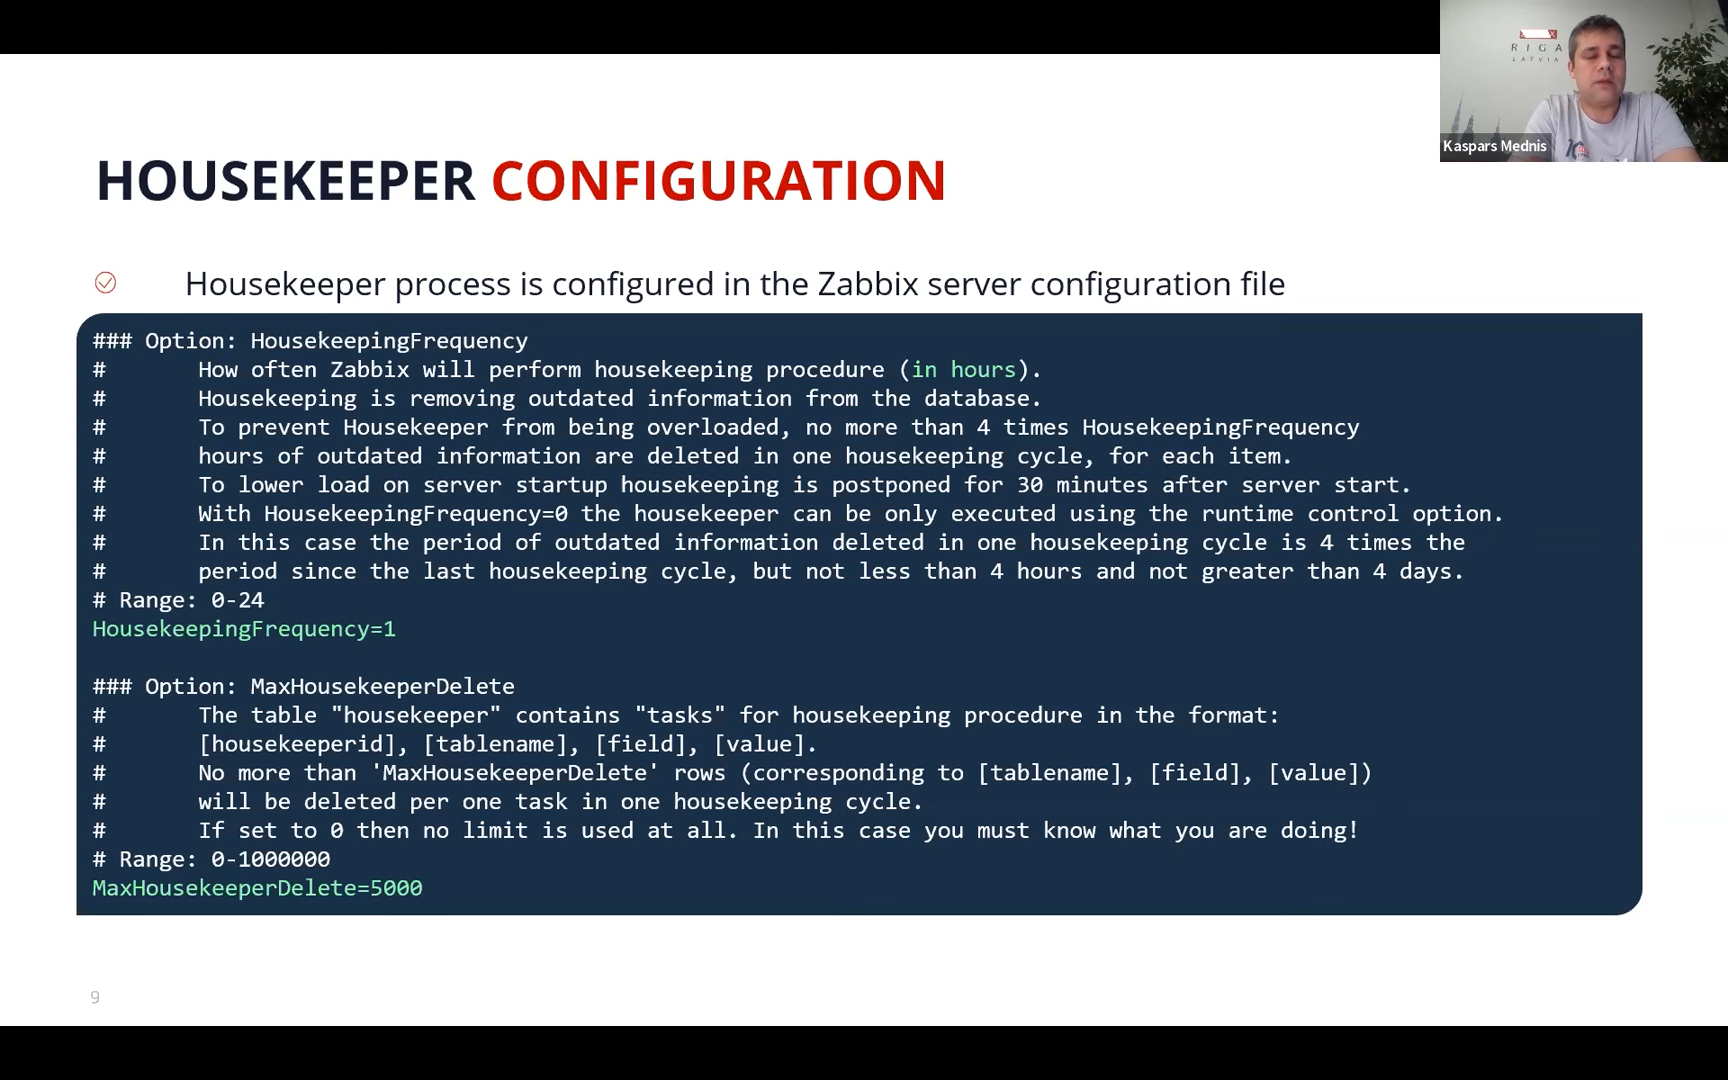 RIGA
LATVIA
Kaspars Mednis
HOUSEKEEPER CONFIGURATION
Housekeeper process is configured in the Zabbix server configuration file
### Option: HousekeepingFrequency
# How often Zabbix will perform housekeeping procedure (in hours).
# Housekeeping is removing outdated information from the database.
# To prevent Housekeeper from being overloaded, no more than 4 times HousekeepingFrequency
# hours of outdated information are deleted in one housekeeping cycle, for each item.
# To lower load on server startup housekeeping is postponed for 30 minutes after server start.
# With HousekeepingFrequency=0 the housekeeper can be only executed using the runtime control option.
# In this case the period of outdated information deleted in one housekeeping cycle is 4 times the
# period since the last housekeeping cycle, but not less than 4 hours and not greater than 4 days.
# Range: 0-24
HousekeepingFrequency=1
### Option: MaxHousekeeperDelete
# The table "housekeeper" contains "tasks" for housekeeping procedure in the format:
# [housekeeperid], [tablename], [field], [value].
# No more than 'MaxHousekeeperDelete' rows (corresponding to [tablename], [field], [value])
# will be deleted per one task in one housekeeping cycle.
# If set to 0 then no limit is used at all. In this case you must know what you are doing!
# Range: 0-1000000
MaxHousekeeperDelete=5000
9